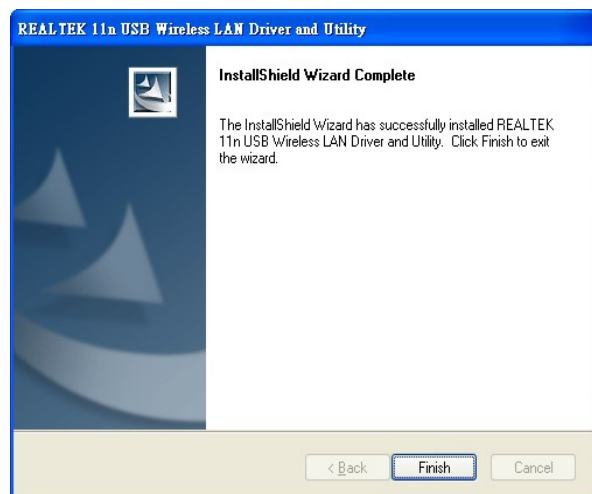 REALTEK 11n USB Wireless LAN Driver and Utility
InstallShield Wizard Complete
The InstallShield Wizard has successfully installed REALTEK
11n USB Wireless LAN Driver and Utility. Click Finish to exit
the wizard.
< Back
Finish
Cancel